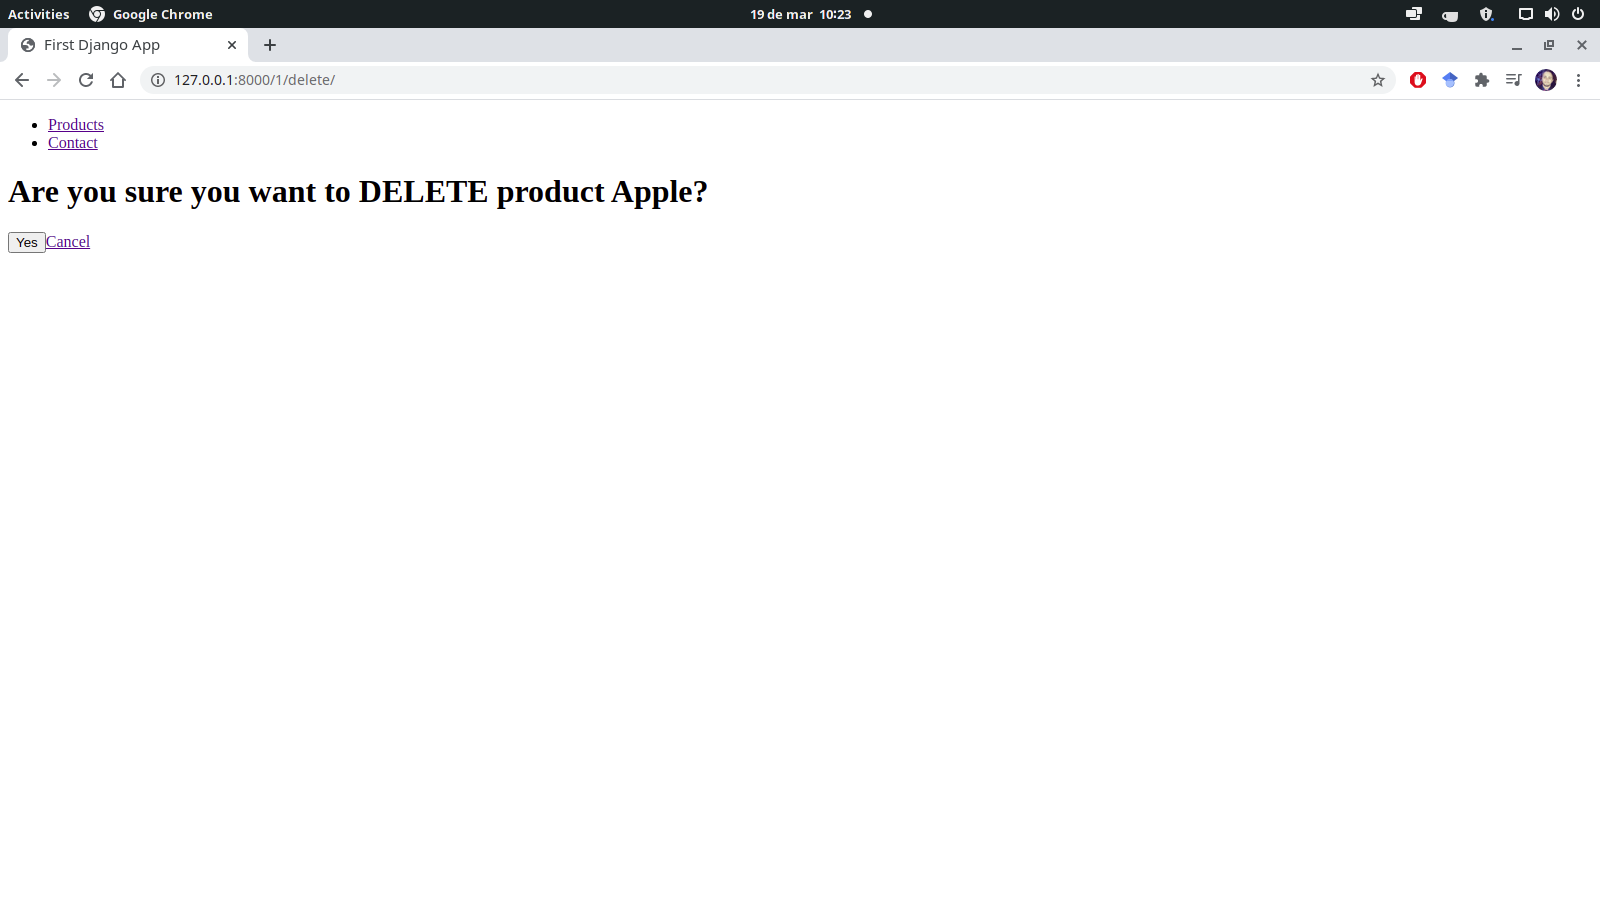 Activities Google Chrome 19 de mar 10:23
First Django App
127.0.0.1:8000/1/delete/
Products
Contact
Are you sure you want to DELETE product Apple?
Yes Cancel